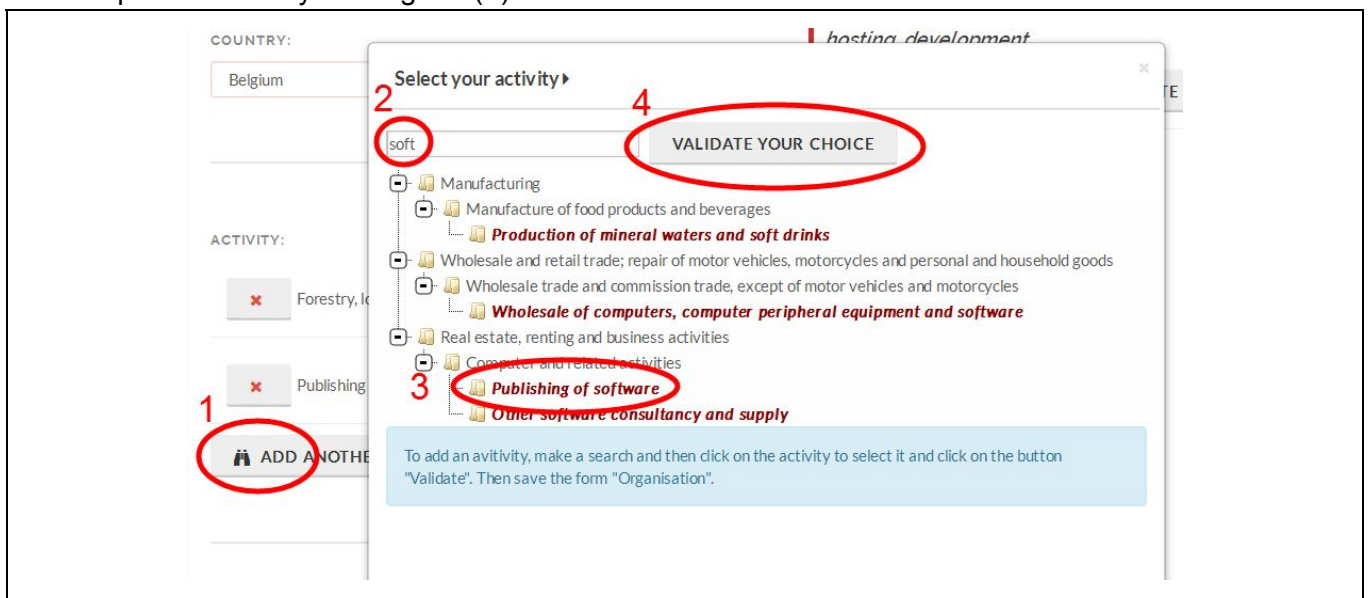 COUNTRY:
hosting, development,
Belgium
Select your activity
×
TE
2
4
soft
VALIDATE YOUR CHOICE
Manufacturing
Manufacture of food products and beverages
Production of mineral waters and soft drinks
ACTIVITY:
Wholesale and retail trade; repair of motor vehicles, motorcycles and personal and household goods
Wholesale trade and commission trade, except of motor vehicles and motorcycles
Forestry, lo
Wholesale of computers, computer peripheral equipment and software
Real estate, renting and business activities
Computer and related activities
3
Publishing of software
Publishing
1
Other software consultancy and supply
ADD ANOTHE
To add an avitivity, make a search and then click on the activity to select it and click on the button
"Validate". Then save the form "Organisation".